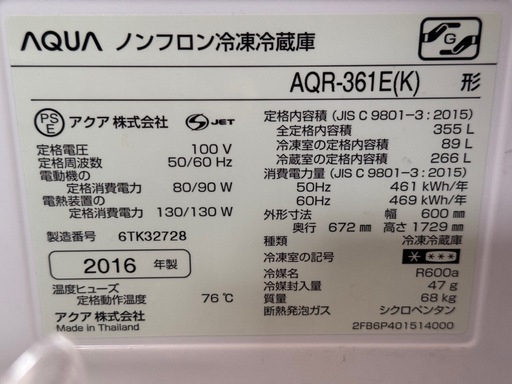 AQUA ノンフロン冷凍冷蔵庫
G
AQR-361E(K) 形
PS E アクア 株式会社 S JET
定格電圧 100 V
定格周波数 50/60 Hz
電動機の
定格消費電力 80/90 W
電熱装置の
定格消費電力 130/130 W
製造番号 6TK32728
2016 年製
温度ヒューズ
定格動作温度 76℃
アクア 株式会社
Made in Thailand
定格内容積 (JIS C 9801-3 : 2015)
全定格内容積 355 L
冷凍室の定格内容積 89 L
冷蔵室の定格内容積 266 L
消費電力量 (JIS C 9801-3 : 2015)
50Hz 461 kWh/年
60Hz 469 kWh/年
外形寸法 幅 600 mm
奥行 672 mm 高さ 1729 mm
種類 冷凍冷蔵庫
冷凍室の記号 * ***
冷媒名 R600a
冷媒封入量 47 g
質量 68 kg
断熱発泡ガス シクロペンタン
2FB6P401514000